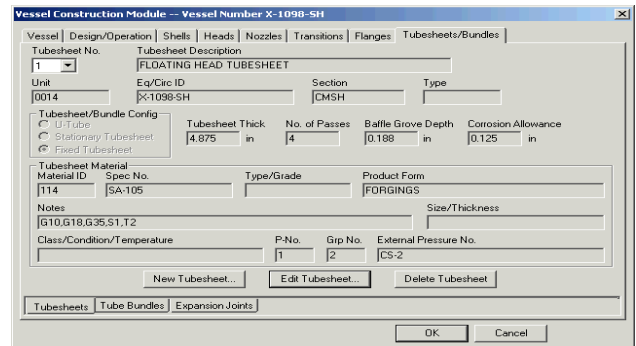 Vessel Construction Module -- Vessel Number X-1098-SH
Vessel Design/Operation Shells Heads Nozzles Transitions Flanges Tubesheets/Bundles
Tubesheet No. Tubesheet Description
1 FLOATING HEAD TUBESHEET
Unit Eq/Circ ID Section Type
0014 X-1098-SH CMSH
Tubesheet/Bundle Config
U-Tube
Stationary Tubesheet
Fixed Tubesheet
Tubesheet Thick No. of Passes Baffle Grove Depth Corrosion Allowance
4.875 in 4 0.188 in 0.125 in
Tubesheet Material
Material ID Spec No. Type/Grade Product Form
114 SA-105 FORGINGS
Notes Size/Thickness
G10,G18,G35,S1,T2
Class/Condition/Temperature P-No. Grp No. External Pressure No.
1 2 CS-2
New Tubesheet... Edit Tubesheet... Delete Tubesheet
Tubesheets Tube Bundles Expansion Joints
OK Cancel